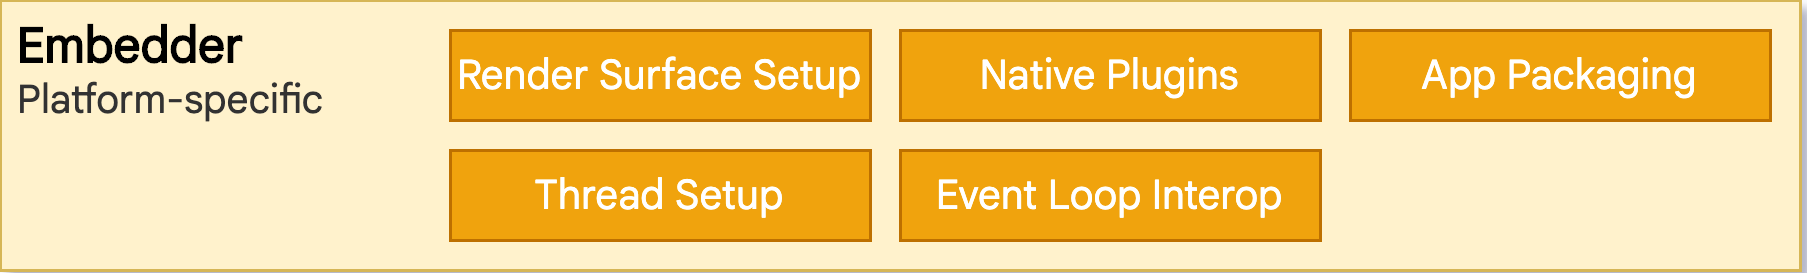 Embedder
Platform-specific
Render Surface Setup
Native Plugins
App Packaging
Thread Setup
Event Loop Interop